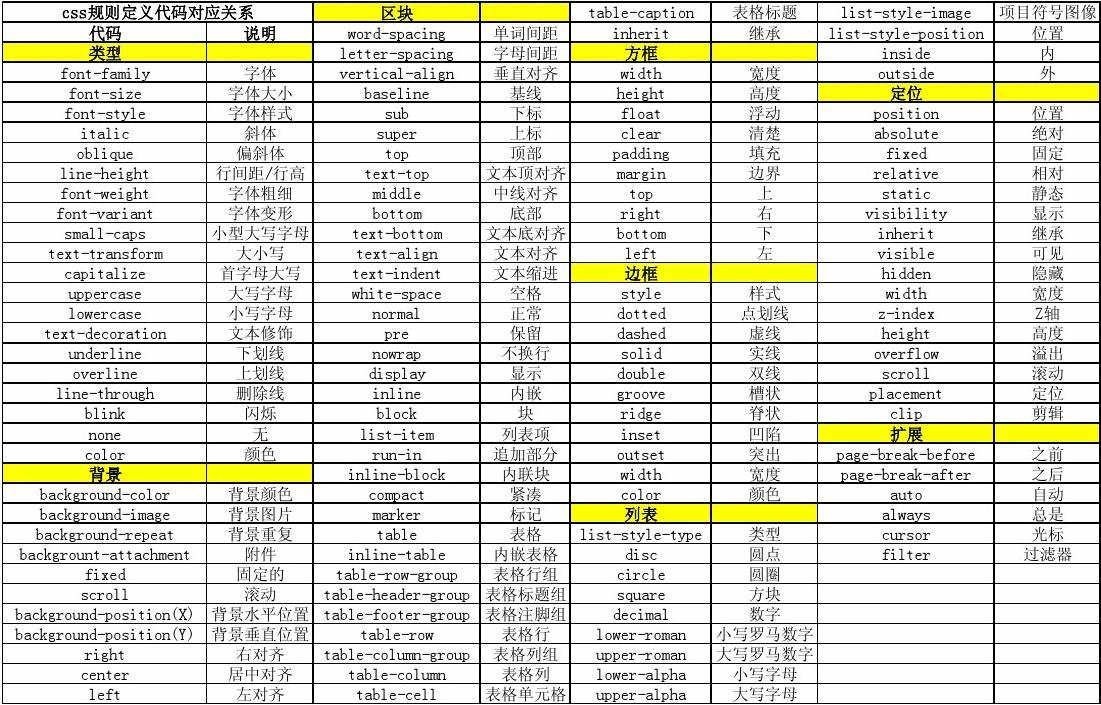 css规则定义代码对应关系 区块 table-caption 表格标题 list-style-image 项目符号图像
代码 说明 word-spacing 单词间距 inherit 继承 list-style-position 位置
类型 letter-spacing 字母间距 方框 inside 内
font-family 字体 vertical-align 垂直对齐 width 宽度 outside 外
font-size 字体大小 baseline 基线 height 高度 定位
font-style 字体样式 sub 下标 float 浮动 position 位置
italic 斜体 super 上标 clear 清楚 absolute 绝对
oblique 偏斜体 top 顶部 padding 填充 fixed 固定
line-height 行间距/行高 text-top 文本顶对齐 margin 边界 relative 相对
font-weight 字体粗细 middle 中线对齐 top 上 static 静态
font-variant 字体变形 bottom 底部 right 右 visibility 显示
small-caps 小型大写字母 text-bottom 文本底对齐 bottom 下 inherit 继承
text-transform 大小写 text-align 文本对齐 left 左 visible 可见
capitalize 首字母大写 text-indent 文本缩进 边框 hidden 隐藏
uppercase 大写字母 white-space 空格 style 样式 width 宽度
lowercase 小写字母 normal 正常 dotted 点划线 z-index Z轴
text-decoration 文本修饰 pre 保留 dashed 虚线 height 高度
underline 下划线 nowrap 不换行 solid 实线 overflow 溢出
overline 上划线 display 显示 double 双线 scroll 滚动
line-through 删除线 inline 内嵌 groove 槽状 placement 定位
blink 闪烁 block 块 ridge 脊状 clip 剪辑
none 无 list-item 列表项 inset 凹陷 扩展
color 颜色 run-in 追加部分 outset 突出 page-break-before 之前
背景 inline-block 内联块 width 宽度 page-break-after 之后
background-color 背景颜色 compact 紧凑 color 颜色 auto 自动
background-image 背景图片 marker 标记 列表 always 总是
background-repeat 背景重复 table 表格 list-style-type 类型 cursor 光标
backgrount-attachment 附件 inline-table 内嵌表格 disc 圆点 filter 过滤器
fixed 固定的 table-row-group 表格行组 circle 圆圈
scroll 滚动 table-header-group 表格标题组 square 方块
background-position(X) 背景水平位置 table-footer-group 表格注脚组 decimal 数字
background-position(Y) 背景垂直位置 table-row 表格行 lower-roman 小写罗马数字
right 右对齐 table-column-group 表格列组 upper-roman 大写罗马数字
center 居中对齐 table-column 表格列 lower-alpha 小写字母
left 左对齐 table-cell 表格单元格 upper-alpha 大写字母